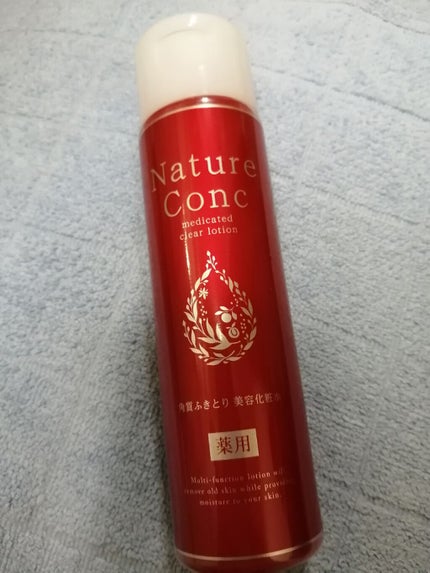 Nature
Conc
medicated
clear lotion
角質ふきとり 美容化粧水
薬用
Multi-function lotion will
remove old skin while providing
moisture to your skin.